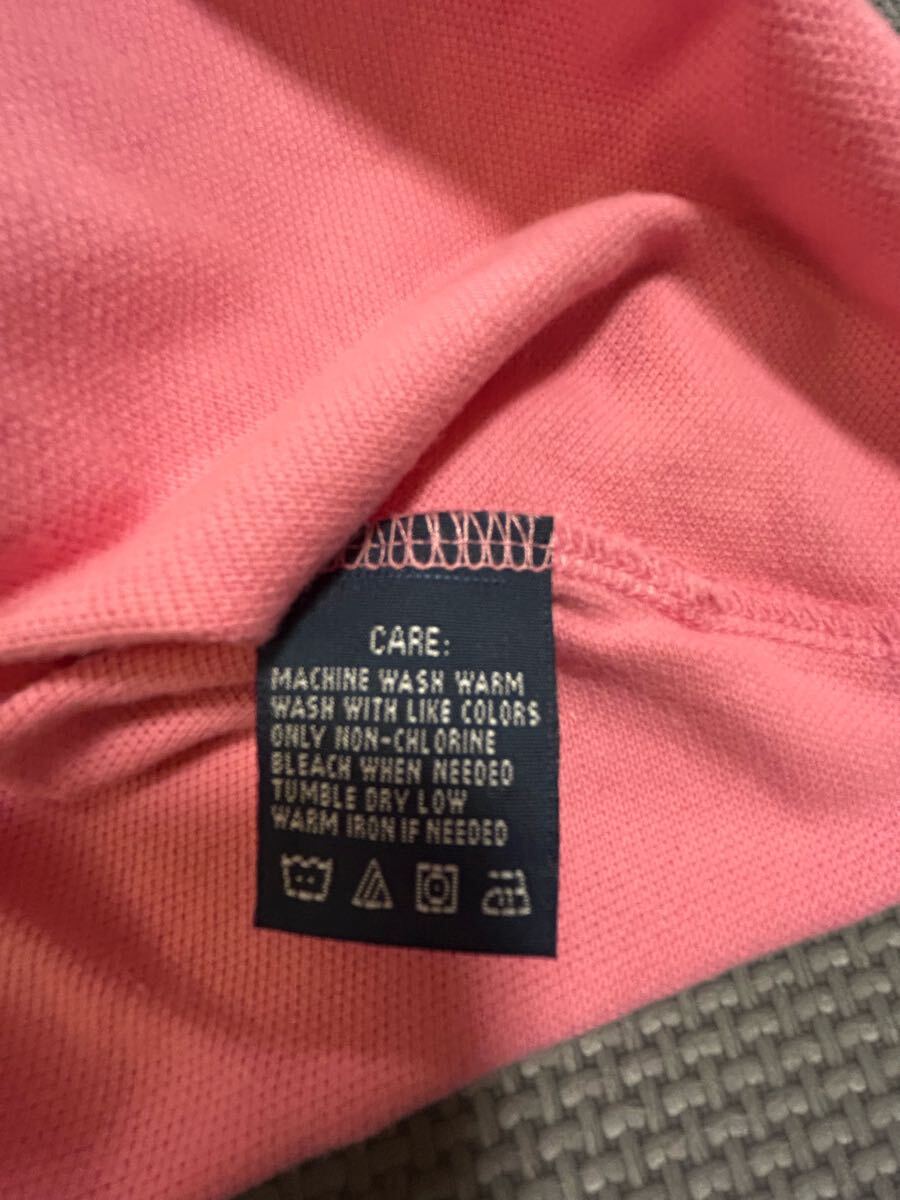 CARE:
MACHINE WASH WARM
WASH WITH LIKE COLORS
ONLY NON-CHLORINE
BLEACH WHEN NEEDED
TUMBLE DRY LOW
WARM IRON IF NEEDED